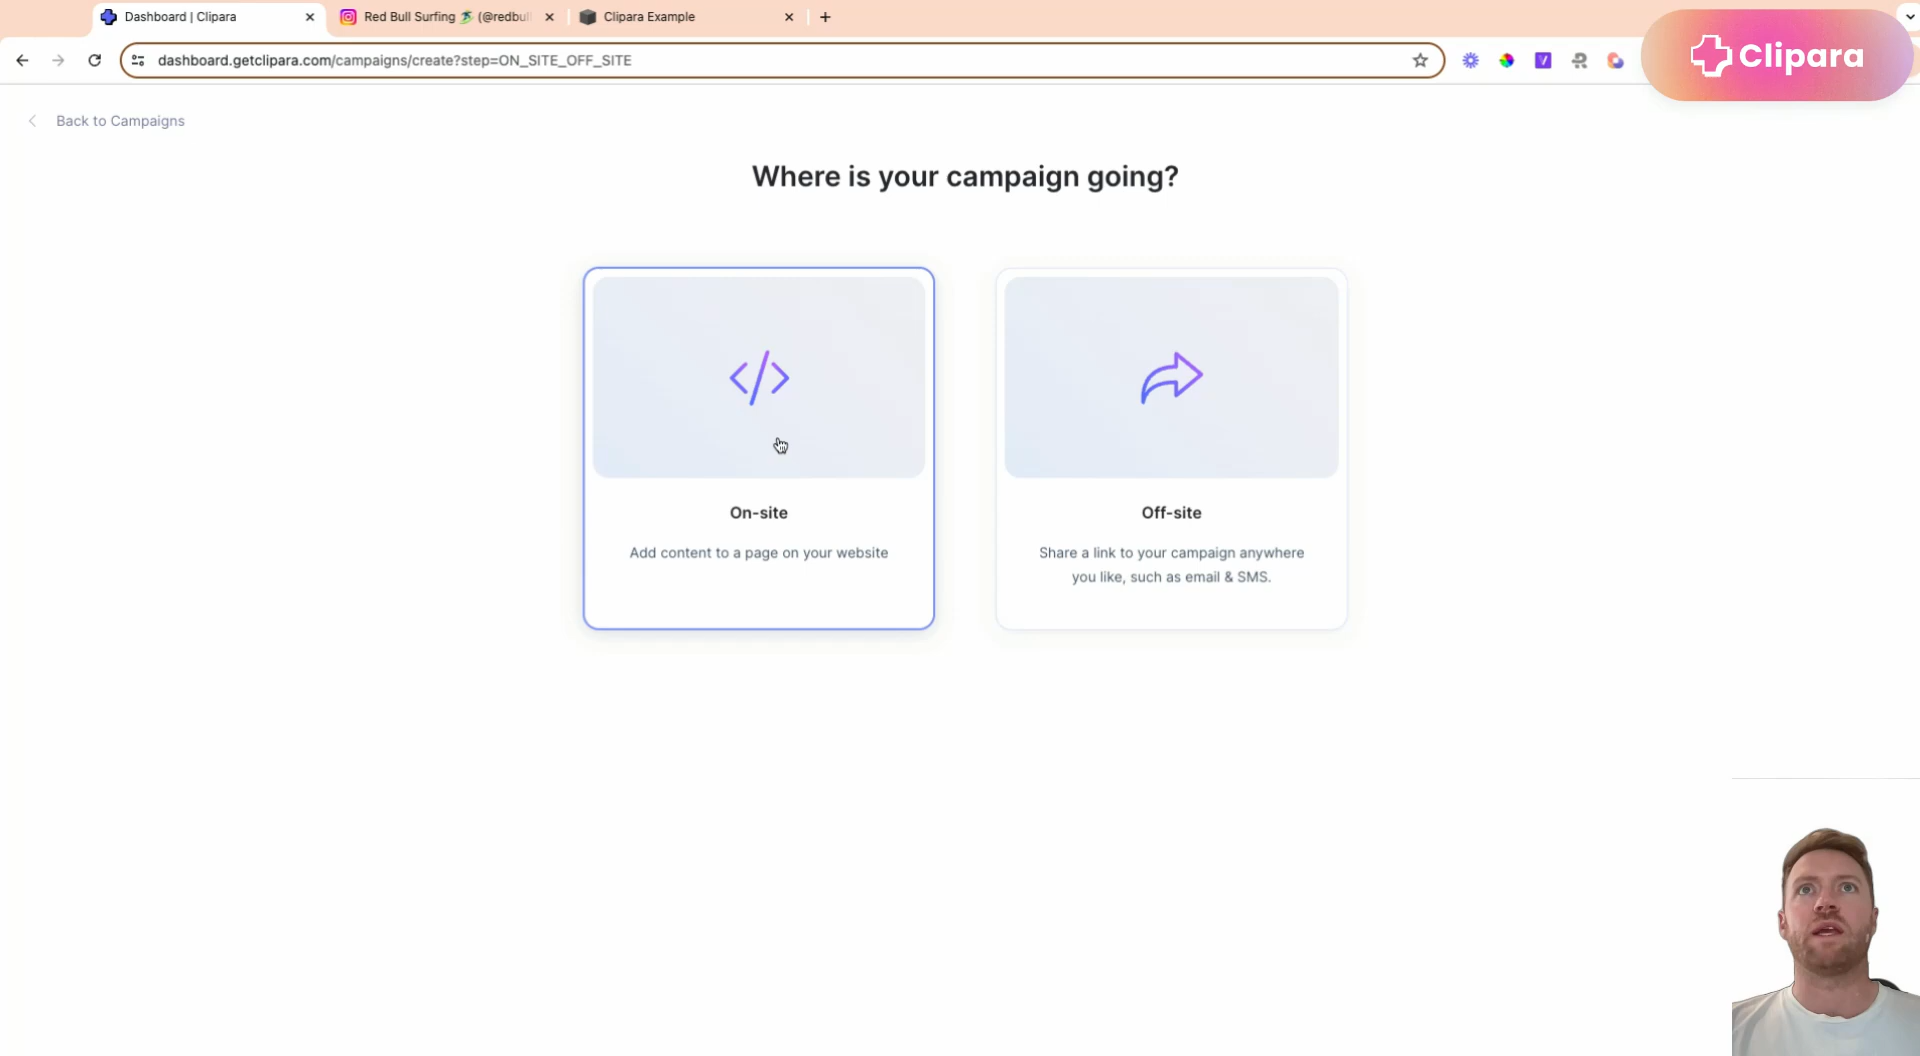 Dashboard | Clipara
Red Bull Surfing 🏄 (@redbul
Clipara Example
dashboard.getclipara.com/campaigns/create?step=ON_SITE_OFF_SITE
Clipara
Back to Campaigns
Where is your campaign going?
On-site
Add content to a page on your website
Off-site
Share a link to your campaign anywhere
you like, such as email & SMS.